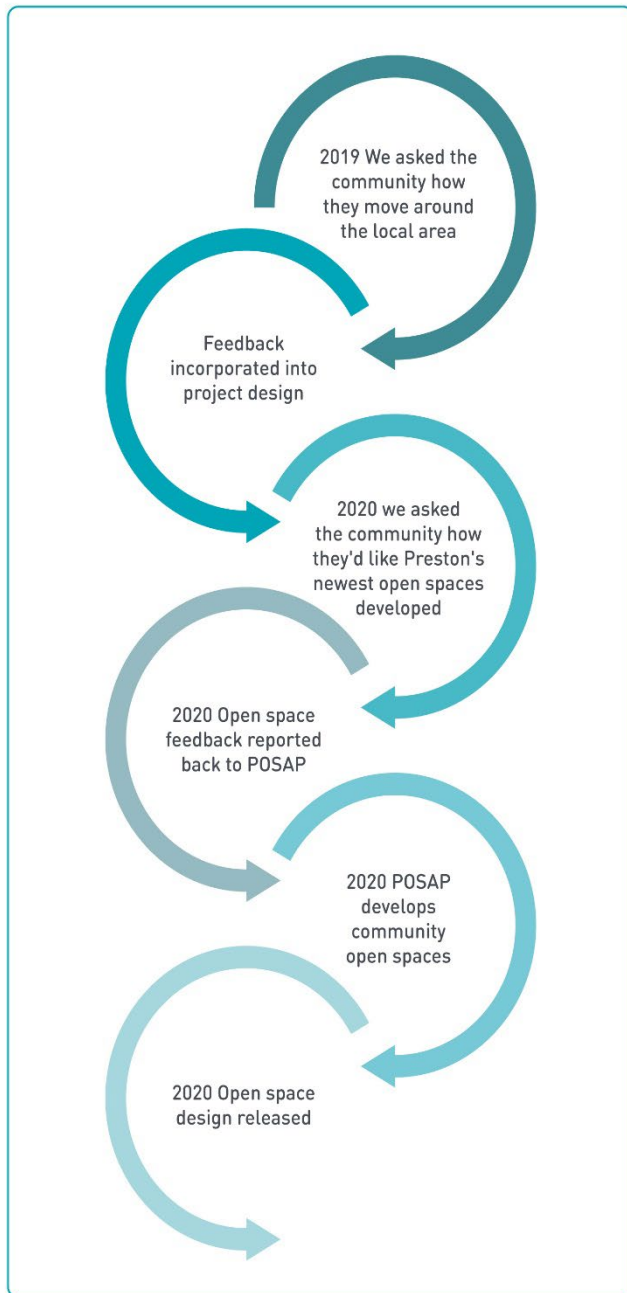 2019 We asked the
community how
they move around
the local area
Feedback
incorporated into
project design
2020 we asked
the community how
they'd like Preston's
newest open spaces
developed
2020 Open space
feedback reported
back to POSAP
2020 POSAP
develops
community
open spaces
2020 Open space
design released